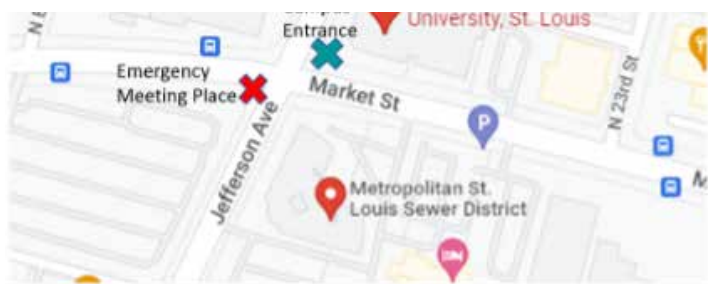 University, St. Louis
Entrance
Emergency
Meeting Place
Market St
Jefferson Ave
N 23rd St
P
Metropolitan St.
Louis Sewer District